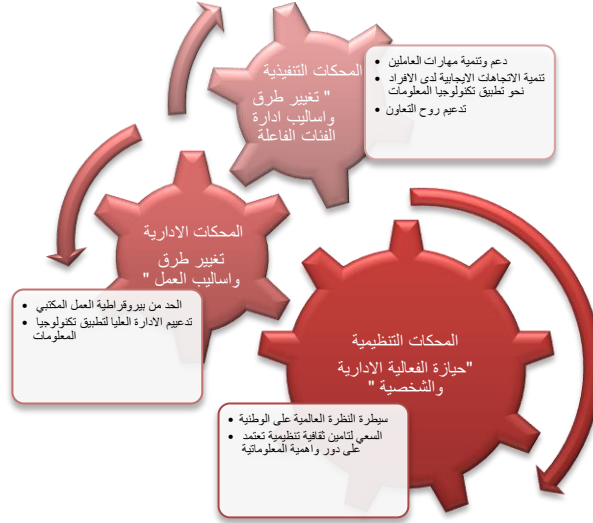 المحكات التنفيذية
" تغيير طرق
واساليب ادارة
الفئات الفاعلة
• دعم وتنمية مهارات العاملين
• تنمية الاتجاهات الايجابية لدى الافراد
نحو تطبيق تكنولوجيا المعلومات
• تدعيم روح التعاون
المحكات الادارية
تغيير طرق
واساليب العمل "
• الحد من بيروقراطية العمل المكتبي
• تدعييم الادارة العليا لتطبيق تكنولوجيا
المعلومات
المحكات التنظيمية
"حيازة الفعالية الادارية
والشخصية "
• سيطرة النظرة العالمية على الوطنية
• السعي لتامين ثقافية تنظيمية تعتمد
على دور واهمية المعلوماتية